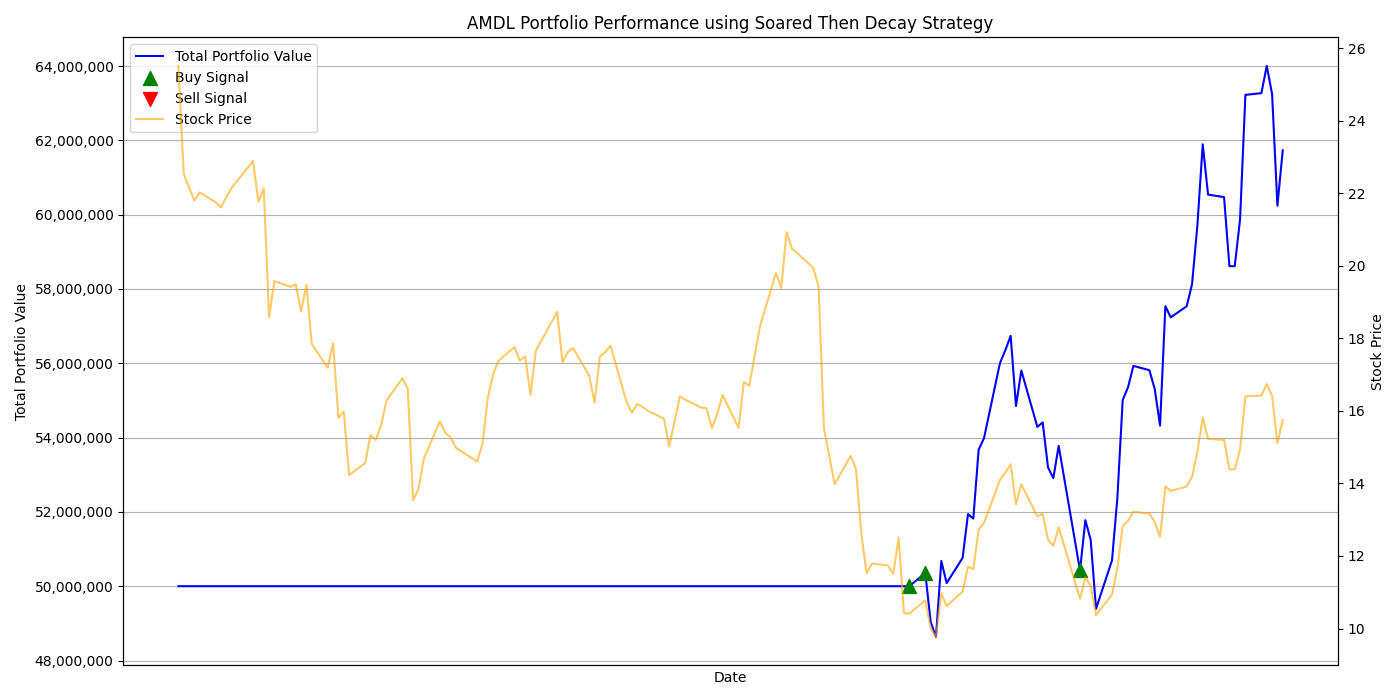 AMDL Portfolio Performance using Soared Then Decay Strategy
Total Portfolio Value
Buy Signal
Sell Signal
Stock Price
64,000,000
62,000,000
60,000,000
58,000,000
56,000,000
54,000,000
52,000,000
50,000,000
48,000,000
Total Portfolio Value
26
24
22
20
18
16
14
12
10
Stock Price
Date